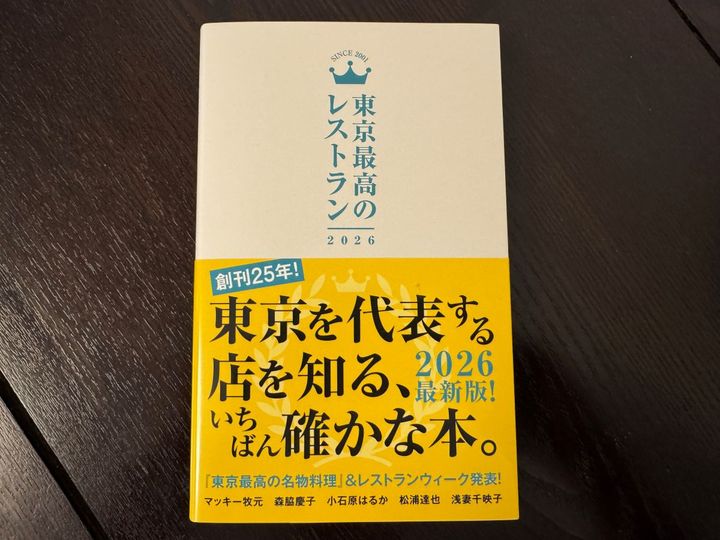 SINCE 2001
東京最高の
レストラン
2026
創刊25年!
東京を代表する
店を知る、
2026
最新版!
いちばん確かな本。
『東京最高の名物料理』&レストランウィーク発表!
マッキー牧元 森脇慶子 小石原はるか 松浦達也 浅妻千映子